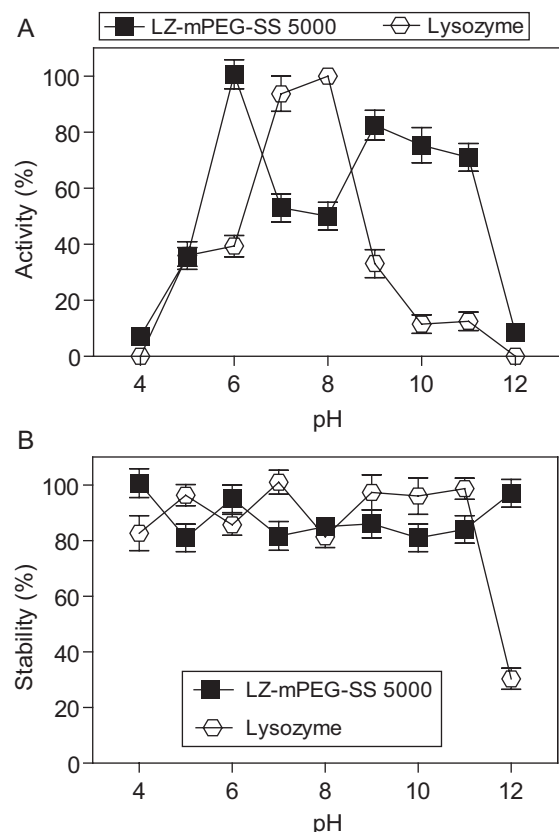 A
LZ-mPEG-SS 5000 Lysozyme
100
80
60
40
20
0
Activity (%)
4 6 8 10 12
pH
B
100
80
60
40
20
0
Stability (%)
LZ-mPEG-SS 5000
Lysozyme
4 6 8 10 12
pH